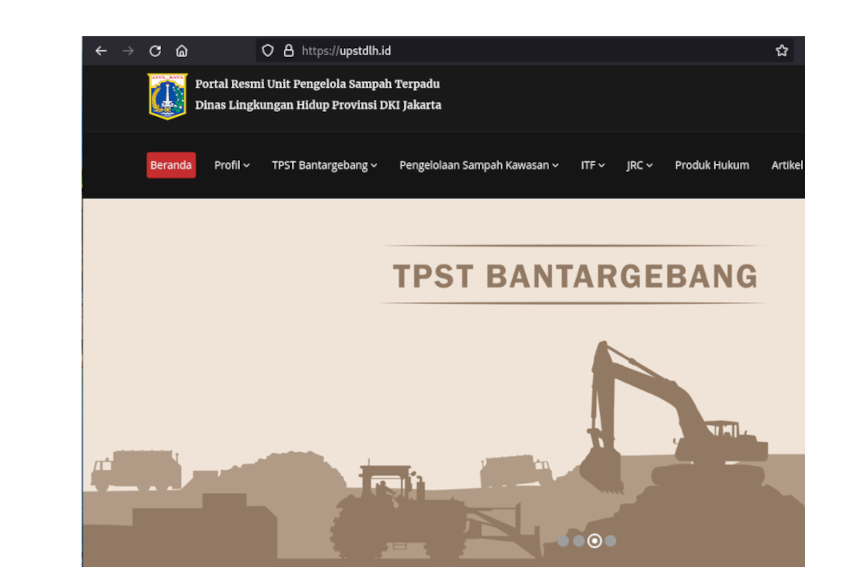 https://upstdlh.id
JAYA RAYA
Portal Resmi Unit Pengelola Sampah Terpadu
Dinas Lingkungan Hidup Provinsi DKI Jakarta
Beranda Profil TPST Bantargebang Pengelolaan Sampah Kawasan ITF JRC Produk Hukum Artikel
TPST BANTARGEBANG